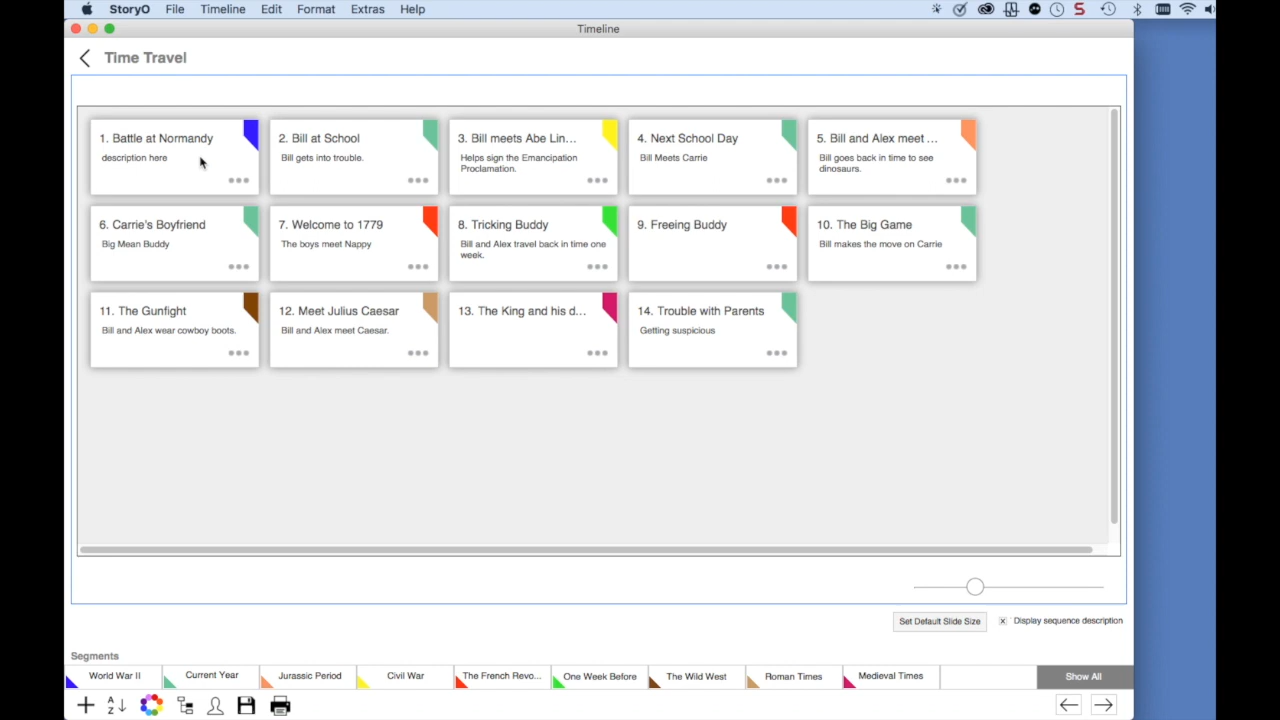 StoryO File Timeline Edit Format Extras Help
Timeline
Time Travel
1. Battle at Normandy
description here
2. Bill at School
Bill gets into trouble.
3. Bill meets Abe Lin...
Helps sign the Emancipation
Proclamation.
4. Next School Day
Bill Meets Carrie
5. Bill and Alex meet ...
Bill goes back in time to see
dinosaurs.
6. Carrie's Boyfriend
Big Mean Buddy
7. Welcome to 1779
The boys meet Nappy
8. Tricking Buddy
Bill and Alex travel back in time one
week.
9. Freeing Buddy
10. The Big Game
Bill makes the move on Carrie
11. The Gunfight
Bill and Alex wear cowboy boots.
12. Meet Julius Caesar
Bill and Alex meet Caesar.
13. The King and his d...
14. Trouble with Parents
Getting suspicious
Set Default Slide Size
Display sequence description
Segments
World War II
Current Year
Jurassic Period
Civil War
The French Revo...
One Week Before
The Wild West
Roman Times
Medieval Times
Show All